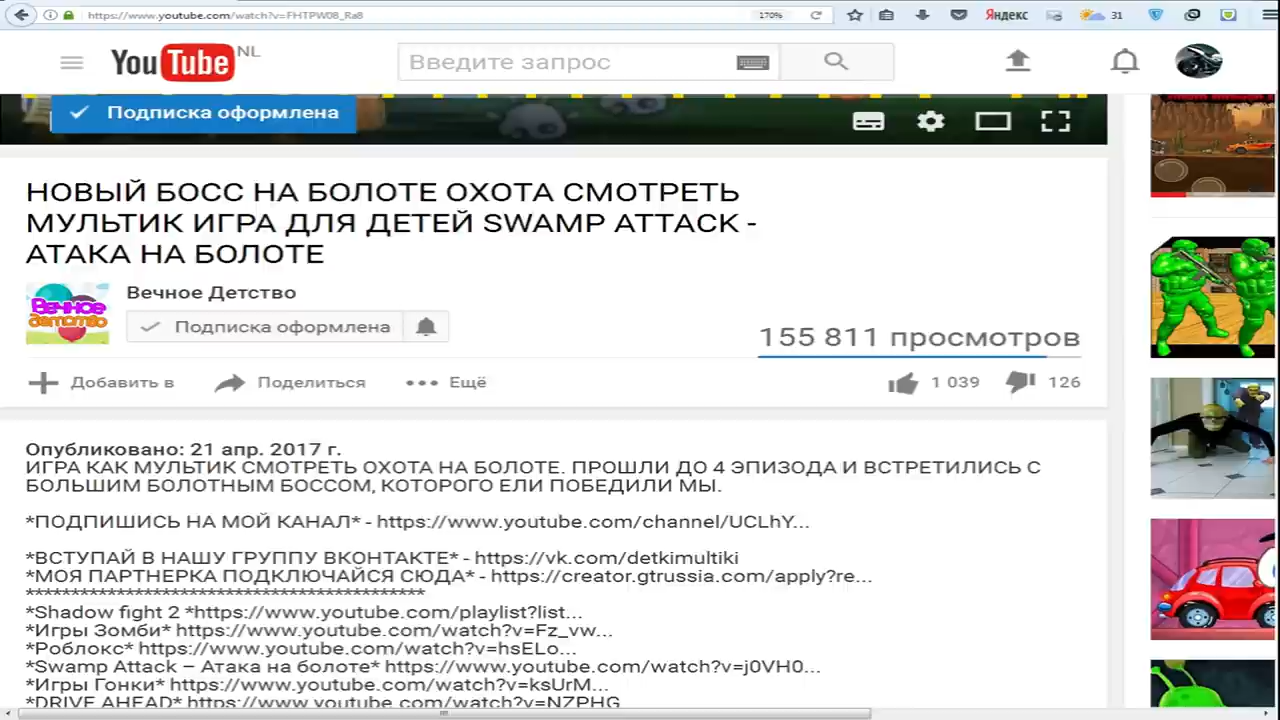 https://www.youtube.com/watch?v=FHTPW08_Ra8
170%
Яндекс
31
YouTube NL
Введите запрос
Подписка оформлена
НОВЫЙ БОСС НА БОЛОТЕ ОХОТА СМОТРЕТЬ
МУЛЬТИК ИГРА ДЛЯ ДЕТЕЙ SWAMP ATTACK -
АТАКА НА БОЛОТЕ
Вечное детство
Вечное Детство
Подписка оформлена
155 811 просмотров
Добавить в
Поделиться
Ещё
1 039
126
Опубликовано: 21 апр. 2017 г.
ИГРА КАК МУЛЬТИК СМОТРЕТЬ ОХОТА НА БОЛОТЕ. ПРОШЛИ ДО 4 ЭПИЗОДА И ВСТРЕТИЛИСЬ С
БОЛЬШИМ БОЛОТНЫМ БОССОМ, КОТОРОГО ЕЛИ ПОБЕДИЛИ МЫ.
*ПОДПИШИСЬ НА МОЙ КАНАЛ* - https://www.youtube.com/channel/UCLhY...
*ВСТУПАЙ В НАШУ ГРУППУ ВКОНТАКТЕ* - https://vk.com/detkimultiki
*МОЯ ПАРТНЕРКА ПОДКЛЮЧАЙСЯ СЮДА* - https://creator.gtrussia.com/apply?re...
********************************************
*Shadow fight 2 *https://www.youtube.com/playlist?list...
*Игры Зомби* https://www.youtube.com/watch?v=Fz_vw...
*Роблокс* https://www.youtube.com/watch?v=hsELo...
*Swamp Attack – Атака на болоте* https://www.youtube.com/watch?v=j0VH0...
*Игры Гонки* https://www.youtube.com/watch?v=ksUrM...
*DRIVE AHEAD* https://www.youtube.com/watch?v=NZPHG